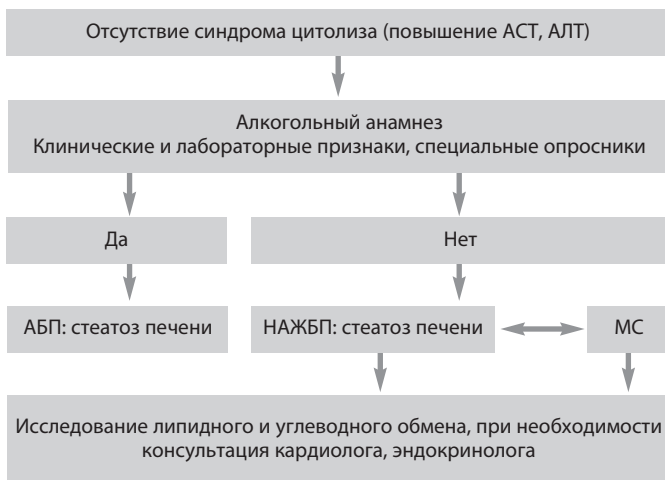 Отсутствие синдрома цитолиза (повышение АСТ, АЛТ)
Алкогольный анамнез
Клинические и лабораторные признаки, специальные опросники
Да
Нет
АБП: стеатоз печени
НАЖБП: стеатоз печени
МС
Исследование липидного и углеводного обмена, при необходимости
консультация кардиолога, эндокринолога